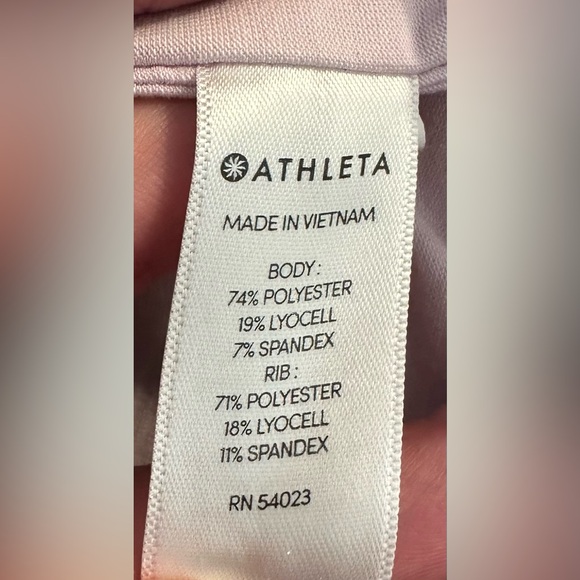 ATHLETA
MADE IN VIETNAM
BODY:
74% POLYESTER
19% LYOCELL
7% SPANDEX
RIB:
71% POLYESTER
18% LYOCELL
11% SPANDEX
RN 54023